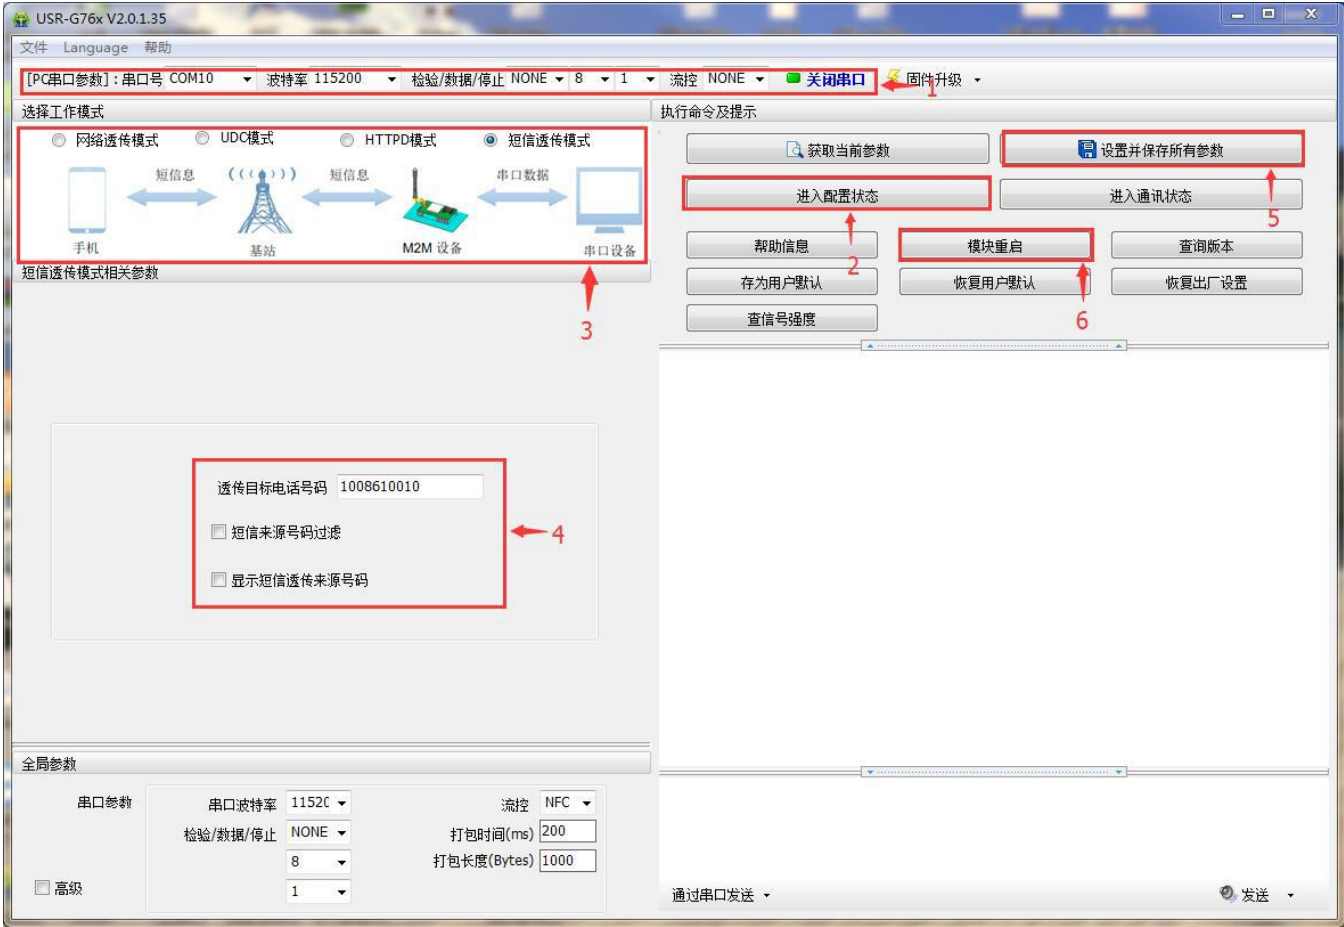 USR-G76x V2.0.1.35
文件 Language 帮助
[PC串口参数]：串口号 COM10 波特率 115200 检验/数据/停止 NONE 8 1 流控 NONE 关闭串口 固件升级
1
选择工作模式
网络透传模式 UDC模式 HTTPD模式 短信透传模式
短信息 短信息 串口数据
手机 基站 M2M 设备 串口设备
3
短信透传模式相关参数
透传目标电话号码 1008610010
短信来源号码过滤
4
显示短信透传来源号码
全局参数
串口参数 串口波特率 1152C 流控 NFC
检验/数据/停止 NONE 打包时间(ms) 200
8 打包长度(Bytes) 1000
高级 1
执行命令及提示
获取当前参数 设置并保存所有参数
进入配置状态 进入通讯状态
2 5
帮助信息 模块重启 查询版本
存为用户默认 恢复用户默认 恢复出厂设置
查信号强度
6
通过串口发送 发送